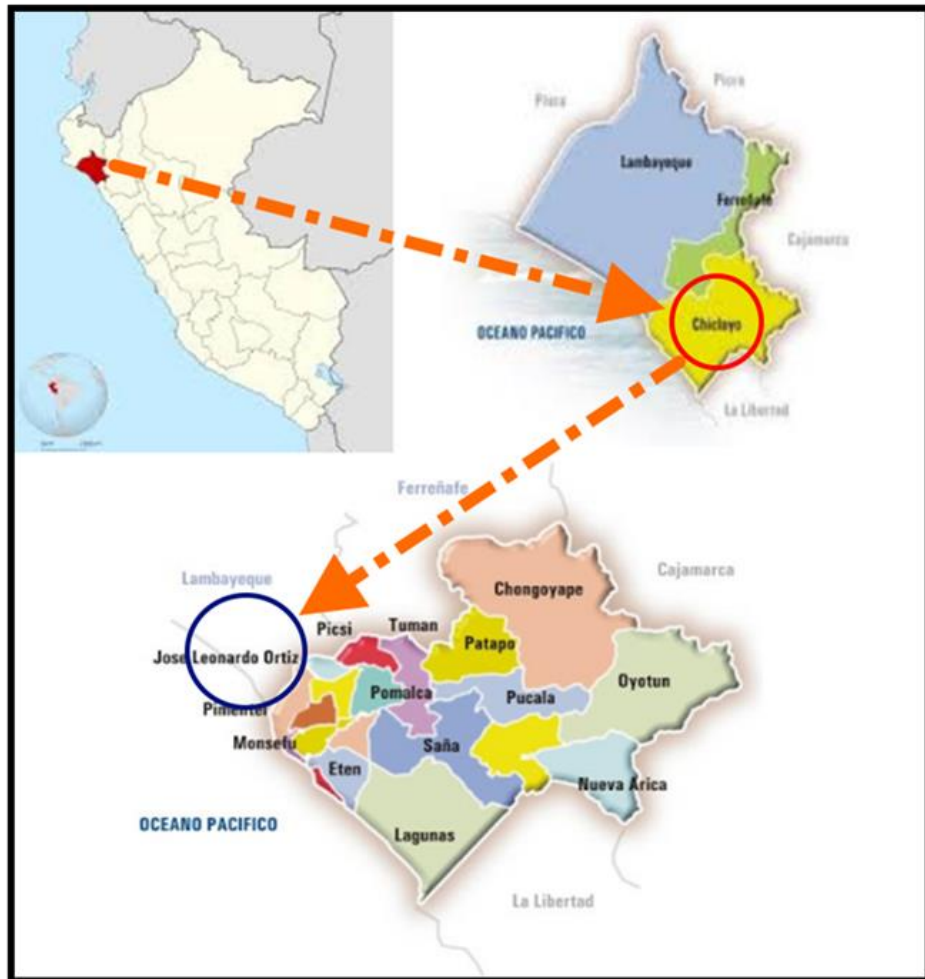 Piura
Piura
Lambayeque
Ferreñafe
Cajamarca
Chiclayo
OCEANO PACIFICO
La Libertad
Ferreñafe
Lambayeque
Cajamarca
Chongoyape
Picsi
Tuman
Patapo
Jose Leonardo Ortiz
Oyotun
Pomalca
Pucala
Pimentel
Monsefu
Saña
Eten
Nueva Arica
OCEANO PACIFICO
Lagunas
La Libertad